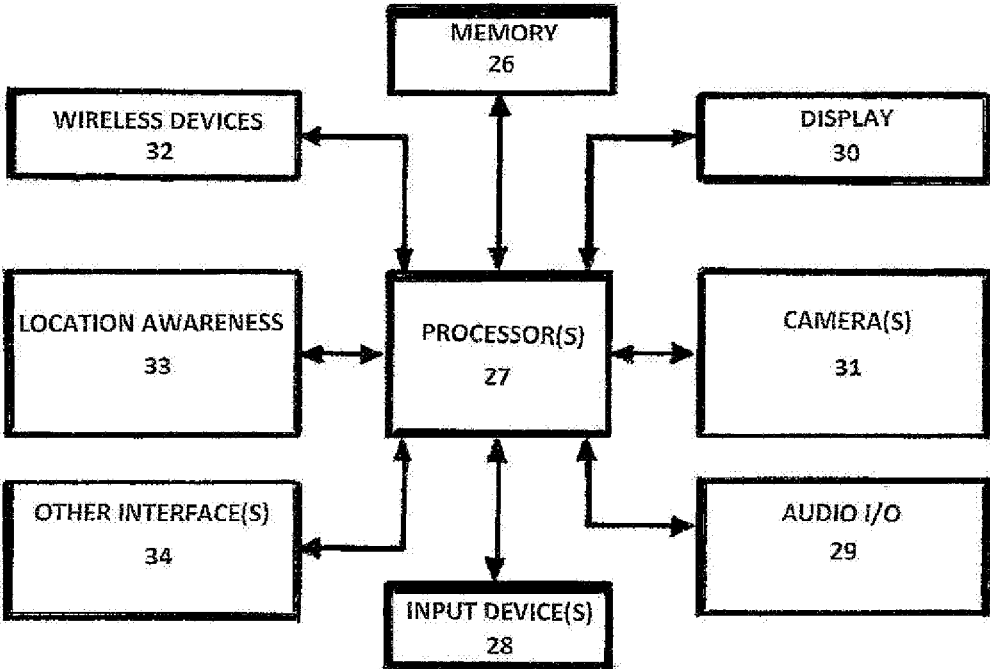 MEMORY
26
WIRELESS DEVICES
32
DISPLAY
30
LOCATION AWARENESS
33
PROCESSOR(S)
27
CAMERA(S)
31
OTHER INTERFACE(S)
34
INPUT DEVICE(S)
28
AUDIO I/O
29